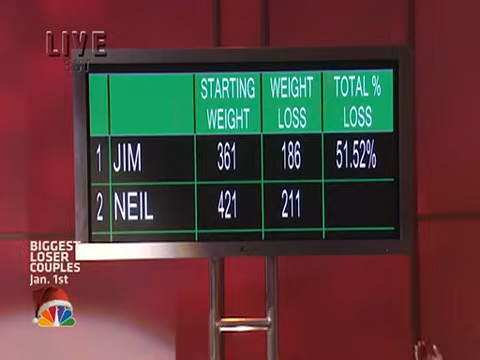 LIVE
STARTING WEIGHT
WEIGHT LOSS
TOTAL % LOSS
1 JIM 361 186 51.52%
2 NEIL 421 211
BIGGEST
LOSER
COUPLES
Jan. 1st